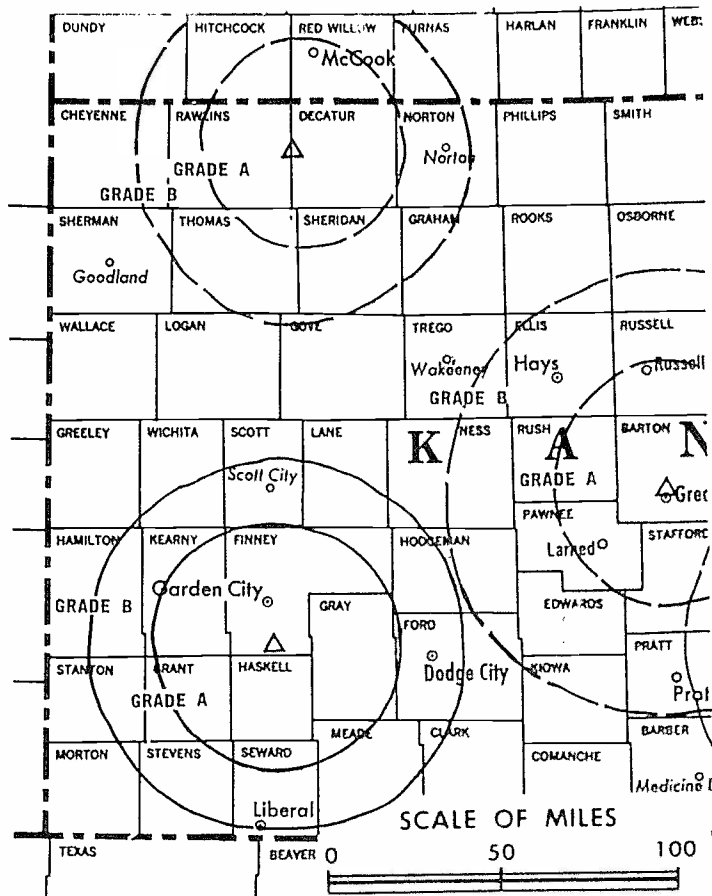 DUNDY HITCHCOCK RED WILLOW FURNAS HARLAN FRANKLIN
McCook
CHEYENNE RAWLINS DECATUR NORTON PHILLIPS SMITH
Norton
GRADE A
GRADE B
SHERMAN THOMAS SHERIDAN GRAHAM ROOKS OSBORNE
Goodland
WALLACE LOGAN GOVE TREGO ELLIS RUSSELL
Wakeeney Hays Russell
GRADE B
GREELEY WICHITA SCOTT LANE NESS RUSH BARTON
K A N
Scott City
GRADE A
PAWNEE
HAMILTON KEARNY FINNEY HODGEMAN Larned STAFFORD
Garden City
GRADE B GRAY EDWARDS
FORD
STANTON GRANT HASKELL Dodge City KIOWA PRATT
GRADE A
MEADE CLARK BARBER
MORTON STEVENS SEWARD COMANCHE
Medicine
Liberal SCALE OF MILES
TEXAS BEAVER
0 50 100